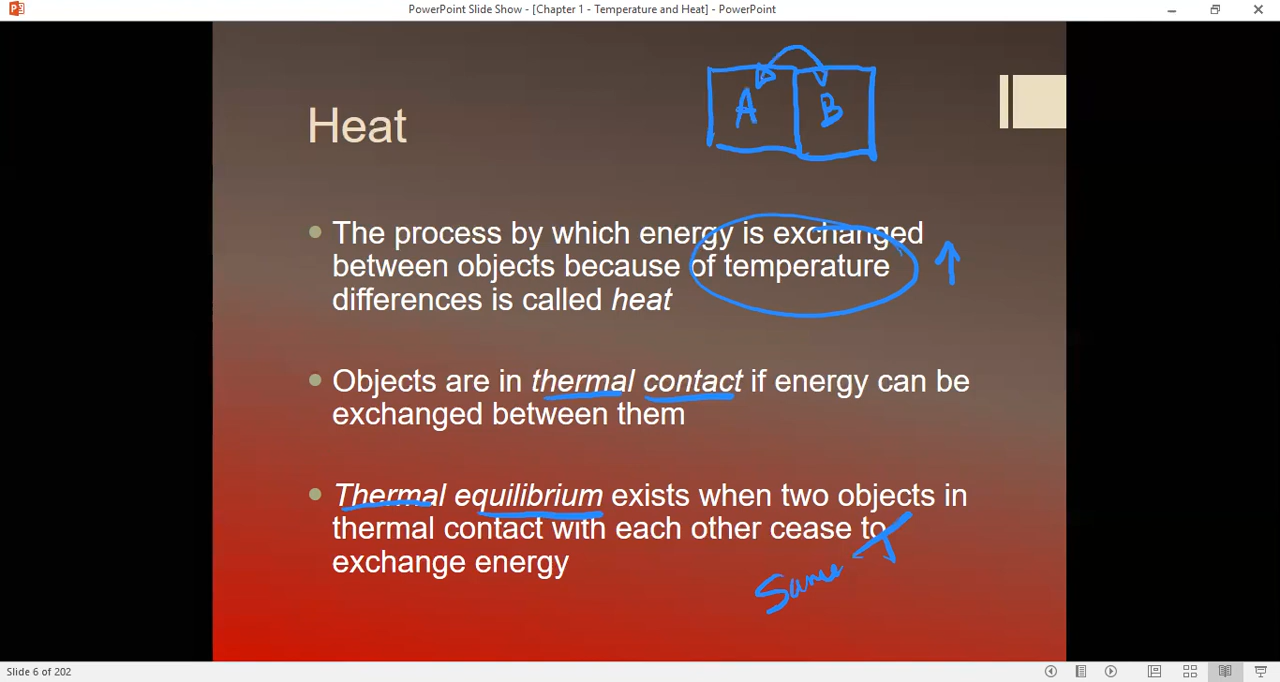 PowerPoint Slide Show - [Chapter 1 - Temperature and Heat] - PowerPoint
A B
Heat
The process by which energy is exchanged
between objects because of temperature
differences is called heat
Objects are in thermal contact if energy can be
exchanged between them
Thermal equilibrium exists when two objects in
thermal contact with each other cease to
exchange energy
Same T
Slide 6 of 202